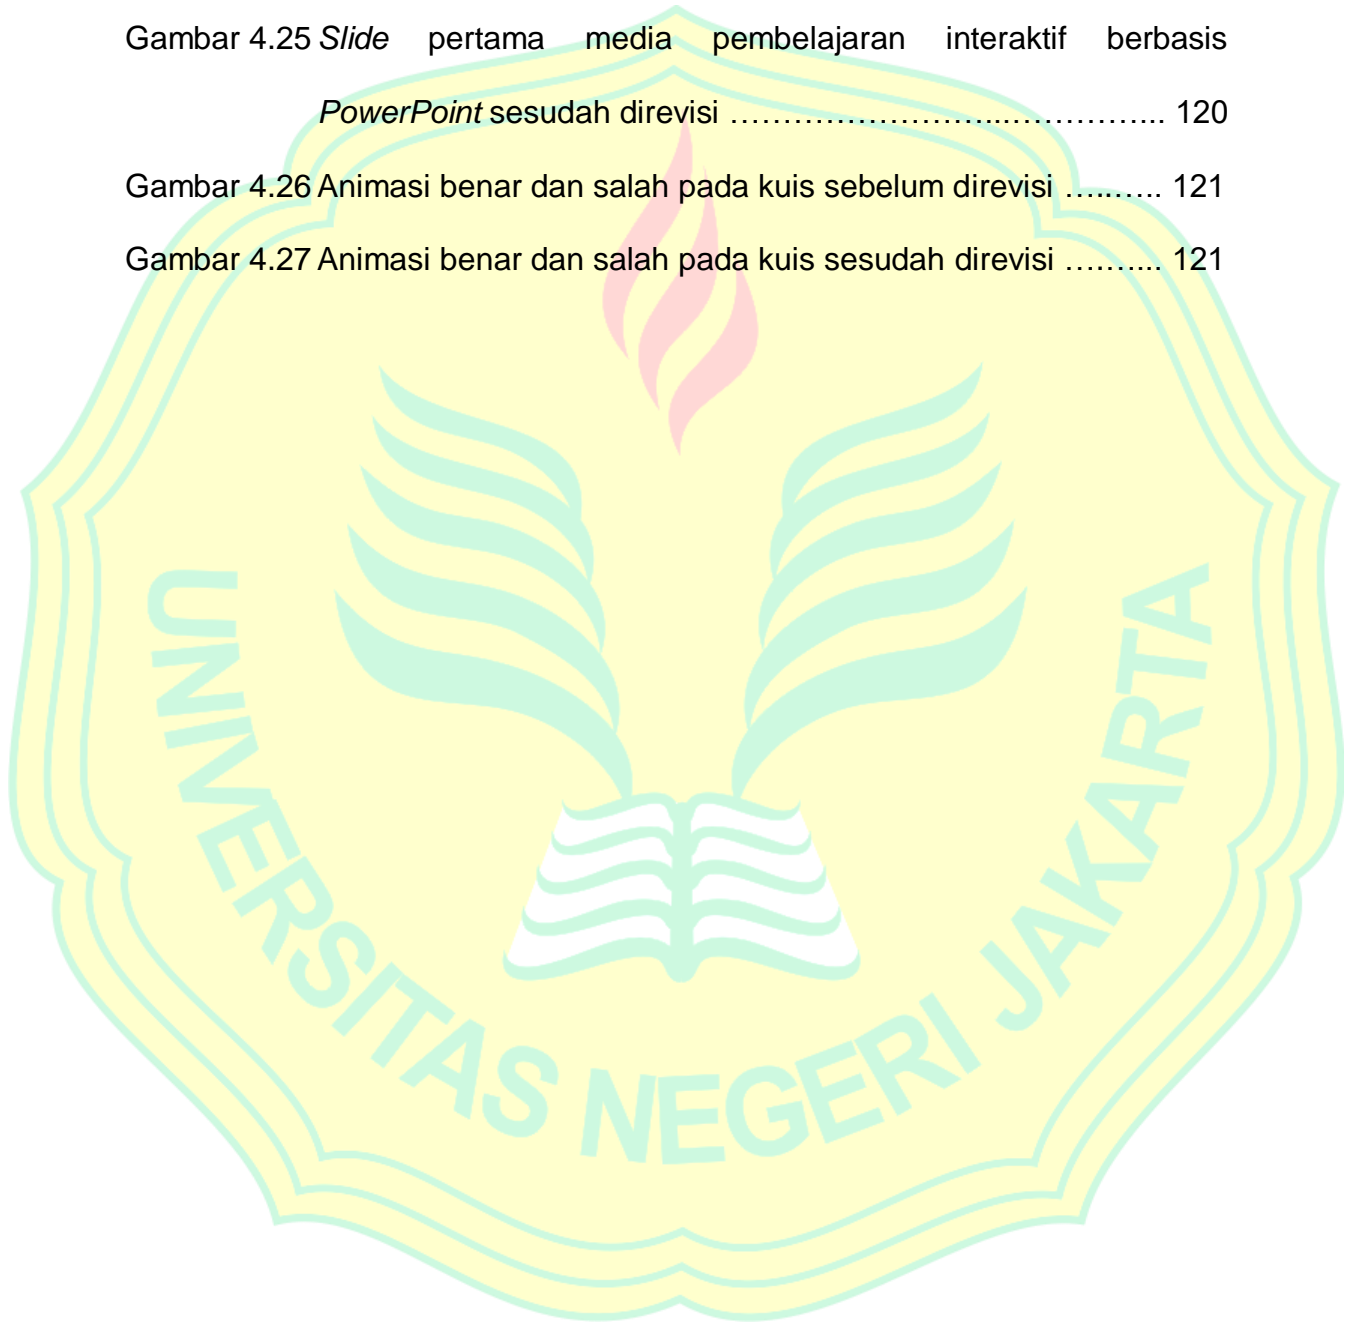 Gambar 4.25 Slide pertama media pembelajaran interaktif berbasis
PowerPoint sesudah direvisi ……………………..………….. 120
Gambar 4.26 Animasi benar dan salah pada kuis sebelum direvisi …..…. 121
Gambar 4.27 Animasi benar dan salah pada kuis sesudah direvisi ….….. 121
UNIVERSITAS NEGERI JAKARTA